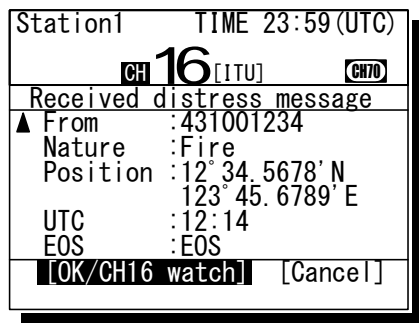 Station1 TIME 23:59(UTC)
CH 16[ITU] CH70
Received distress message
▲ From :431001234
Nature :Fire
Position :12°34.5678'N
123°45.6789'E
UTC :12:14
EOS :EOS
[OK/CH16 watch] [Cancel]